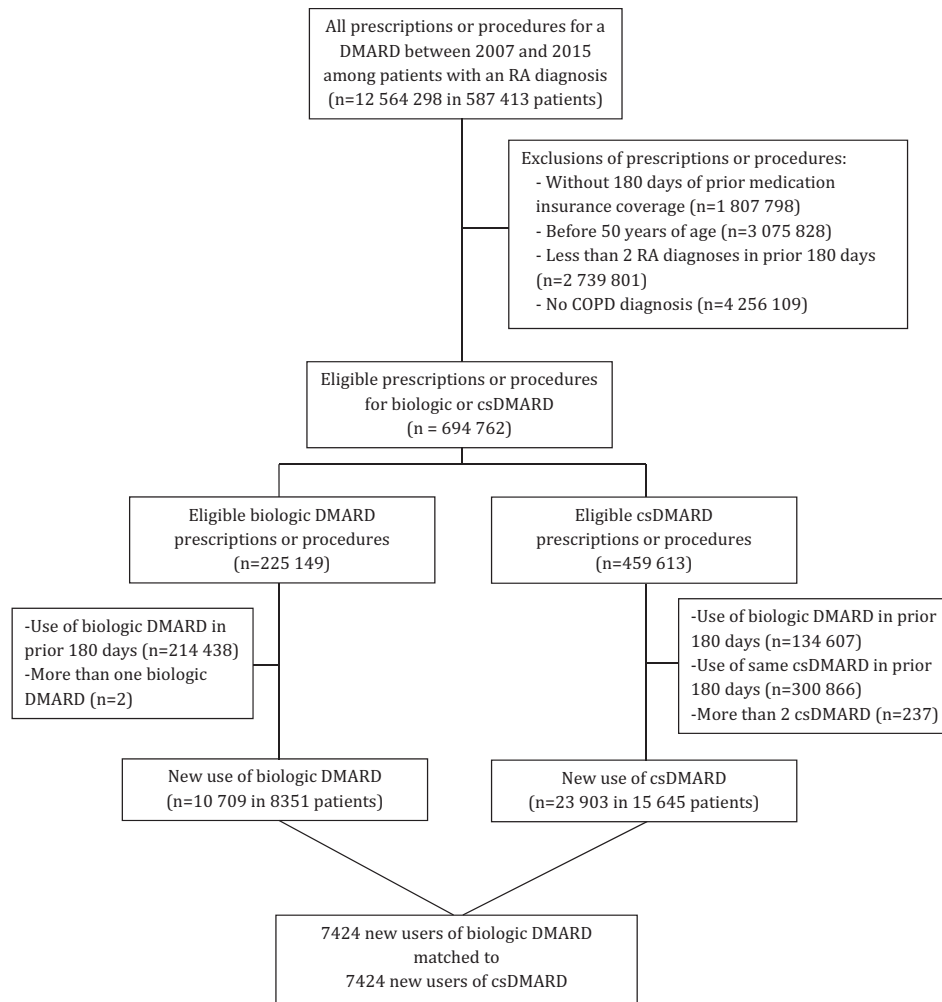 All prescriptions or procedures for a
DMARD between 2007 and 2015
among patients with an RA diagnosis
(n=12 564 298 in 587 413 patients)
Exclusions of prescriptions or procedures:
- Without 180 days of prior medication
insurance coverage (n=1 807 798)
- Before 50 years of age (n=3 075 828)
- Less than 2 RA diagnoses in prior 180 days
(n=2 739 801)
- No COPD diagnosis (n=4 256 109)
Eligible prescriptions or procedures
for biologic or csDMARD
(n = 694 762)
Eligible biologic DMARD
prescriptions or procedures
(n=225 149)
Eligible csDMARD
prescriptions or procedures
(n=459 613)
-Use of biologic DMARD in
prior 180 days (n=214 438)
-More than one biologic
DMARD (n=2)
-Use of biologic DMARD in prior
180 days (n=134 607)
-Use of same csDMARD in prior
180 days (n=300 866)
-More than 2 csDMARD (n=237)
New use of biologic DMARD
(n=10 709 in 8351 patients)
New use of csDMARD
(n=23 903 in 15 645 patients)
7424 new users of biologic DMARD
matched to
7424 new users of csDMARD